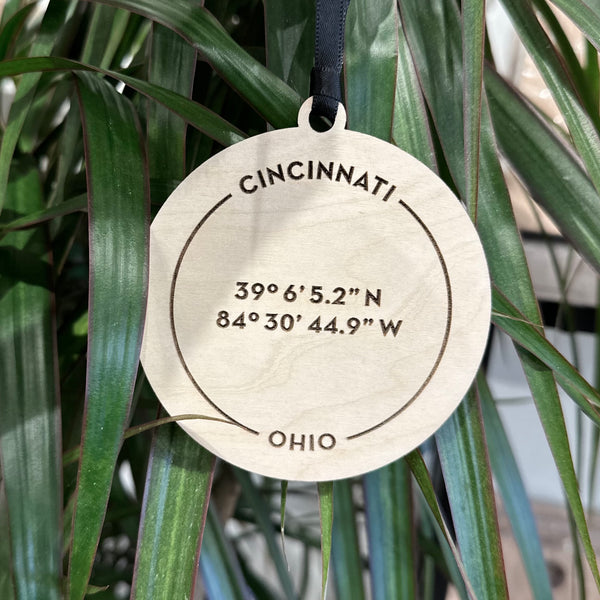 CINCINNATI
39° 6' 5.2" N
84° 30' 44.9" W
OHIO